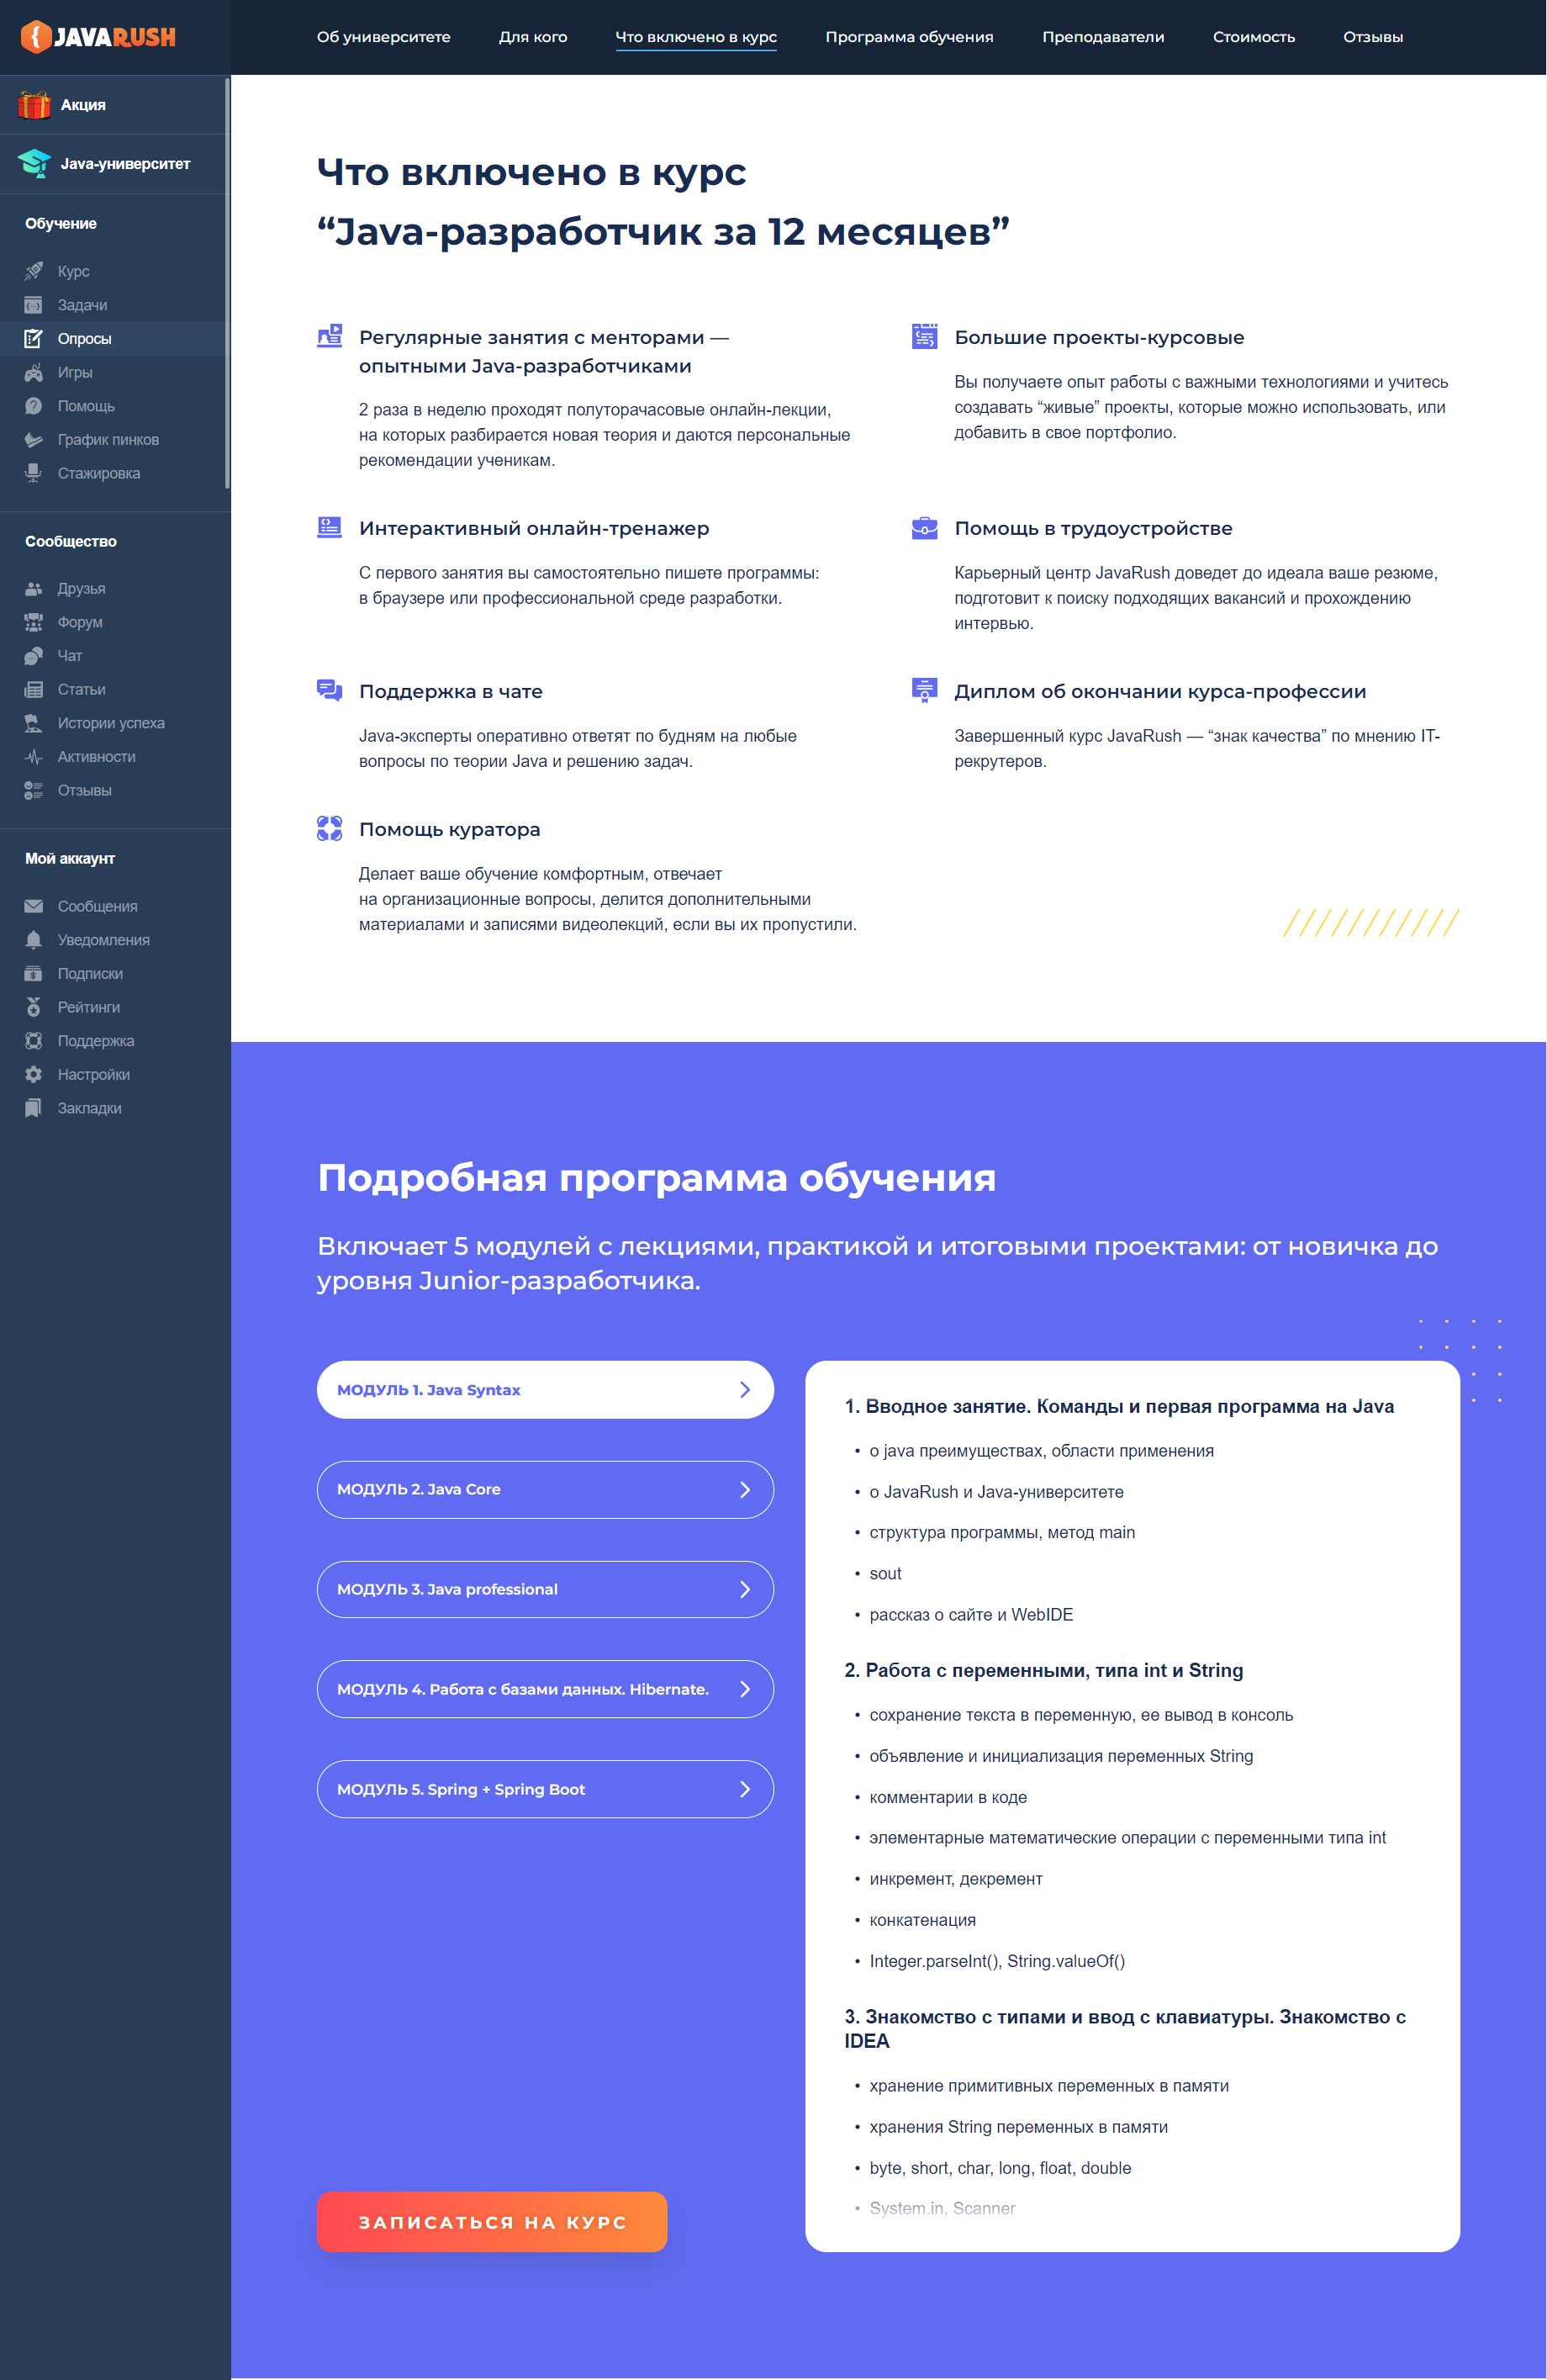 JAVARUSH
Об университете
Для кого
Что включено в курс
Программа обучения
Преподаватели
Стоимость
Отзывы
Акция
Java-университет
Обучение
Курс
Задачи
Опросы
Игры
Помощь
График пинков
Стажировка
Сообщество
Друзья
Форум
Чат
Статьи
Истории успеха
Активности
Отзывы
Мой аккаунт
Сообщения
Уведомления
Подписки
Рейтинги
Поддержка
Настройки
Закладки
Что включено в курс
“Java-разработчик за 12 месяцев”
Регулярные занятия с менторами —
опытными Java-разработчиками
2 раза в неделю проходят полуторачасовые онлайн-лекции,
на которых разбирается новая теория и даются персональные
рекомендации ученикам.
Большие проекты-курсовые
Вы получаете опыт работы с важными технологиями и учитесь
создавать “живые” проекты, которые можно использовать, или
добавить в свое портфолио.
Интерактивный онлайн-тренажер
С первого занятия вы самостоятельно пишете программы:
в браузере или профессиональной среде разработки.
Помощь в трудоустройстве
Карьерный центр JavaRush доведет до идеала ваше резюме,
подготовит к поиску подходящих вакансий и прохождению
интервью.
Поддержка в чате
Java-эксперты оперативно ответят по будням на любые
вопросы по теории Java и решению задач.
Диплом об окончании курса-профессии
Завершенный курс JavaRush — “знак качества” по мнению IT-
рекрутеров.
Помощь куратора
Делает ваше обучение комфортным, отвечает
на организационные вопросы, делится дополнительными
материалами и записями видеолекций, если вы их пропустили.
Подробная программа обучения
Включает 5 модулей с лекциями, практикой и итоговыми проектами: от новичка до
уровня Junior-разработчика.
МОДУЛЬ 1. Java Syntax
МОДУЛЬ 2. Java Core
МОДУЛЬ 3. Java professional
МОДУЛЬ 4. Работа с базами данных. Hibernate.
МОДУЛЬ 5. Spring + Spring Boot
ЗАПИСАТЬСЯ НА КУРС
1. Вводное занятие. Команды и первая программа на Java
• о java преимуществах, области применения
• о JavaRush и Java-университете
• структура программы, метод main
• sout
• рассказ о сайте и WebIDE
2. Работа с переменными, типа int и String
• сохранение текста в переменную, ее вывод в консоль
• объявление и инициализация переменных String
• комментарии в коде
• элементарные математические операции с переменными типа int
• инкремент, декремент
• конкатенация
• Integer.parseInt(), String.valueOf()
3. Знакомство с типами и ввод с клавиатуры. Знакомство с
IDEA
• хранение примитивных переменных в памяти
• хранения String переменных в памяти
• byte, short, char, long, float, double
• System.in, Scanner